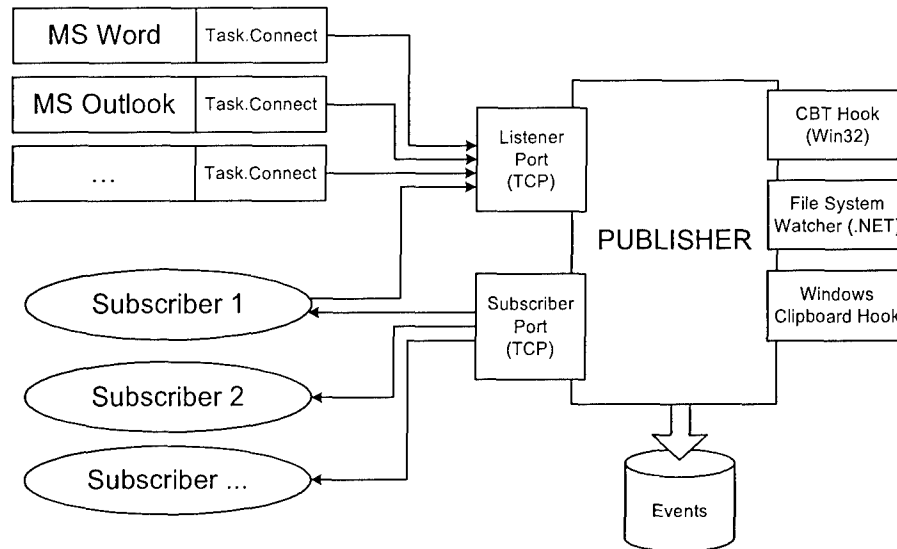 MS Word
Task.Connect
MS Outlook
Task.Connect
...
Task.Connect
Listener
Port
(TCP)
PUBLISHER
CBT Hook
(Win32)
File System
Watcher (.NET)
Windows
Clipboard Hook
Subscriber 1
Subscriber
Port
(TCP)
Subscriber 2
Subscriber ...
Events